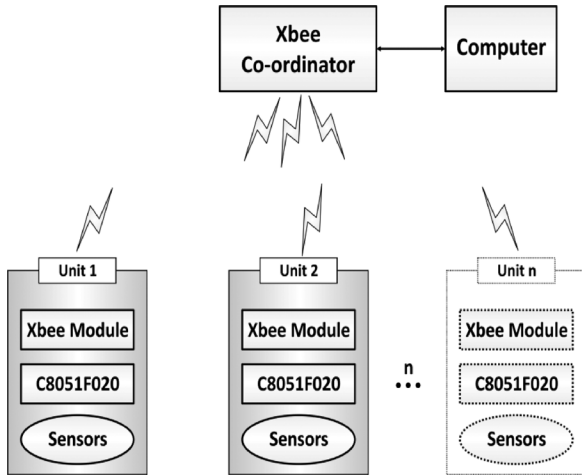 Xbee
Co-ordinator
Computer
Unit 1
Xbee Module
C8051F020
Sensors
Unit 2
Xbee Module
C8051F020
Sensors
n
...
Unit n
Xbee Module
C8051F020
Sensors